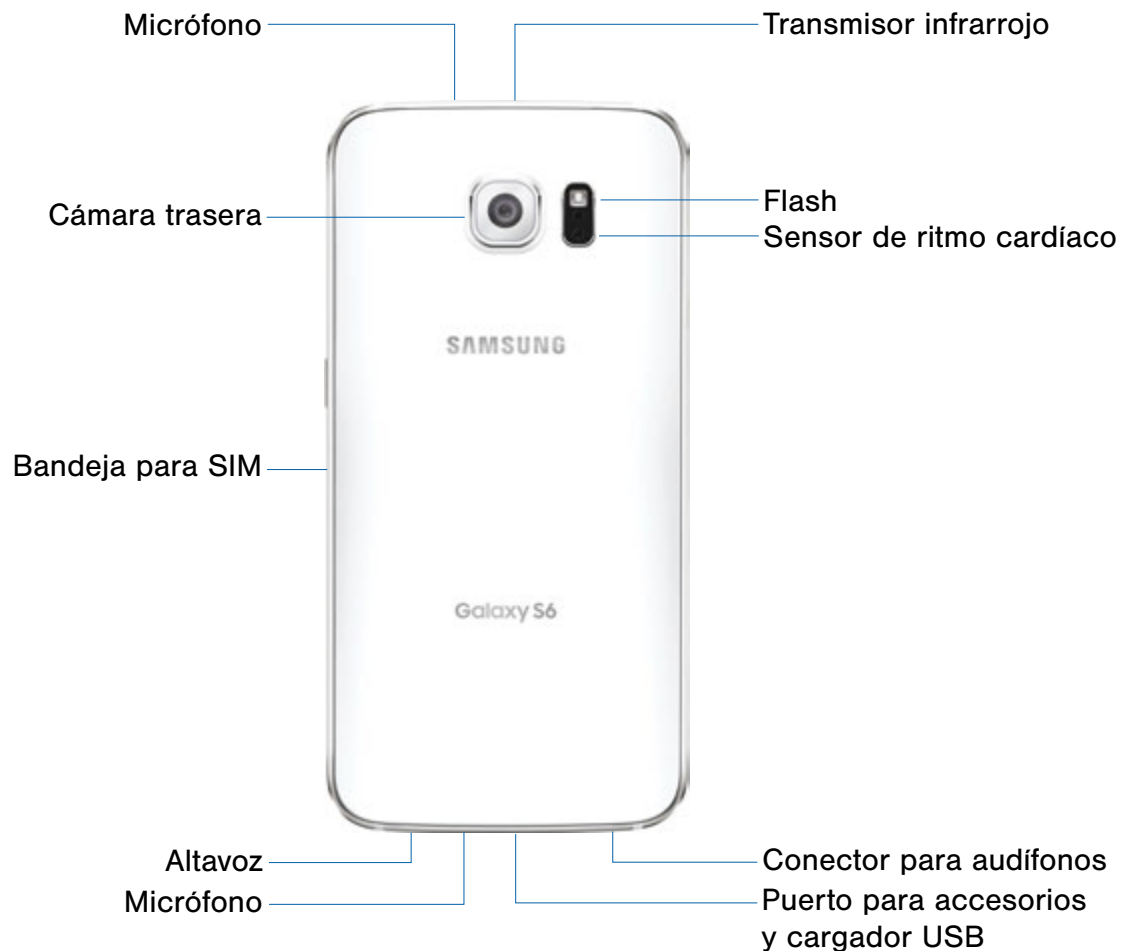 Micrófono
Transmisor infrarrojo
Cámara trasera
Flash
Sensor de ritmo cardíaco
SAMSUNG
Bandeja para SIM
Galaxy S6
Altavoz
Conector para audífonos
Micrófono
Puerto para accesorios
y cargador USB